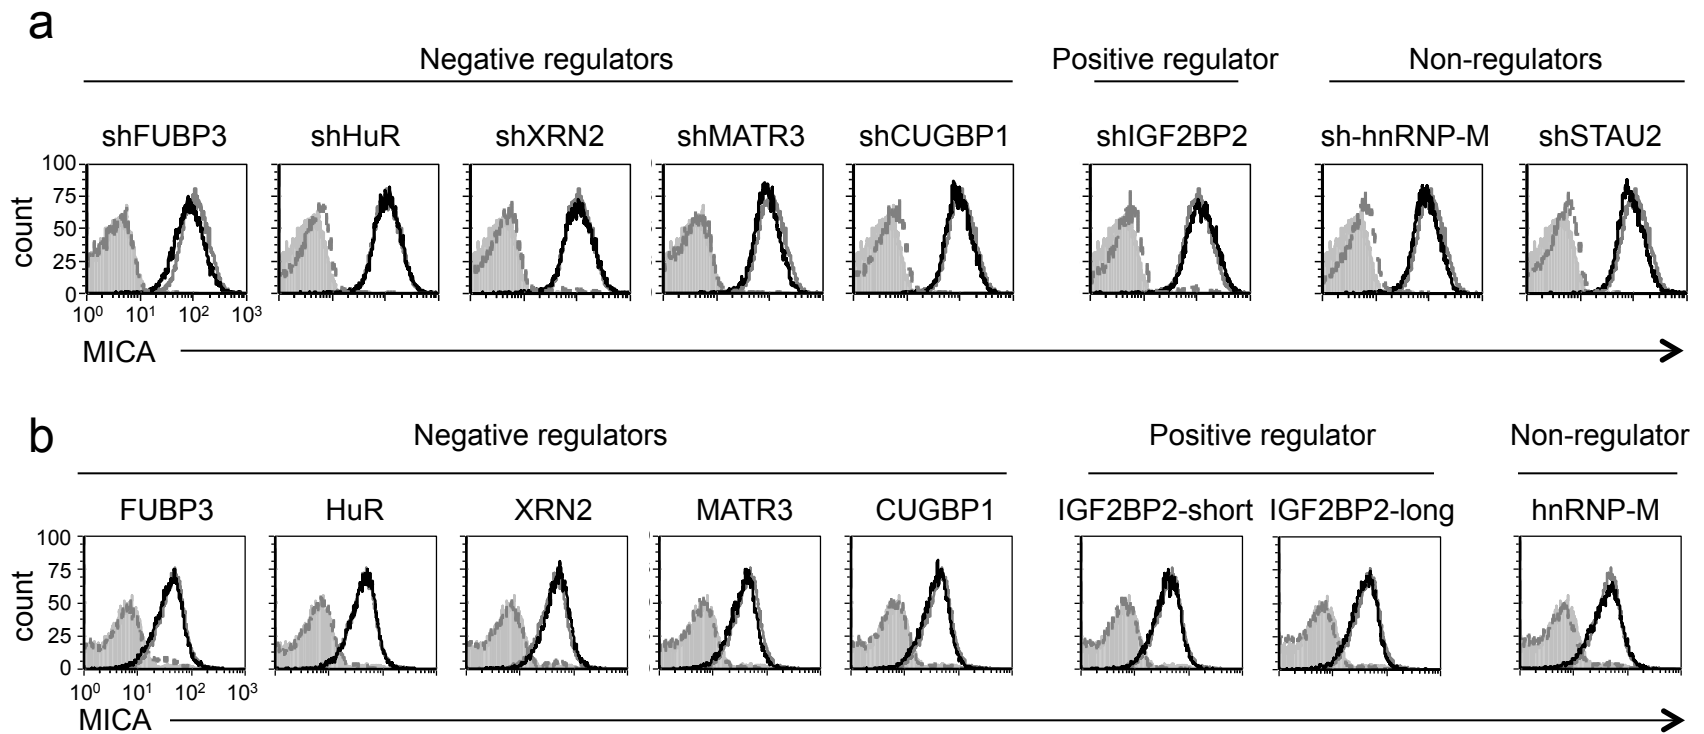 a
Negative regulators Positive regulator Non-regulators
shFUBP3 shHuR shXRN2 shMATR3 shCUGBP1 shIGF2BP2 sh-hnRNP-M shSTAU2
100
75
50
25
0
count
10⁰ 10¹ 10² 10³
MICA
b
Negative regulators Positive regulator Non-regulator
FUBP3 HuR XRN2 MATR3 CUGBP1 IGF2BP2-short IGF2BP2-long hnRNP-M
100
75
50
25
0
count
10⁰ 10¹ 10² 10³
MICA